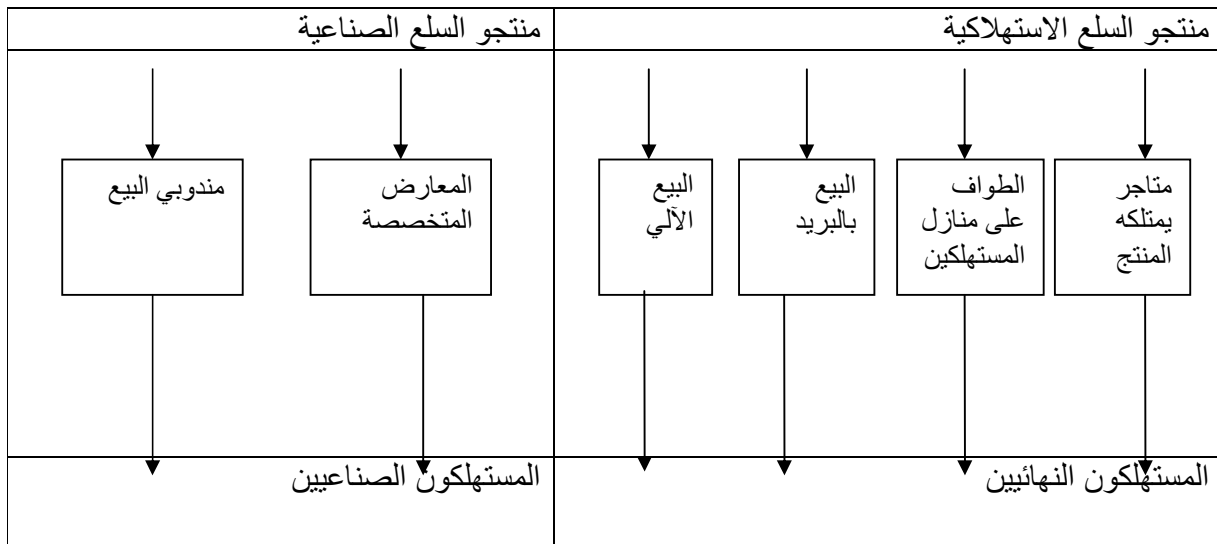 منتجو السلع الاستهلاكية
منتجو السلع الصناعية
متاجر
يمتلكه
المنتج
الطواف
على منازل
المستهلكين
البيع
بالبريد
البيع
الآلي
المعارض
المتخصصة
مندوبي البيع
المستهلكون النهائيين
المستهلكون الصناعيين